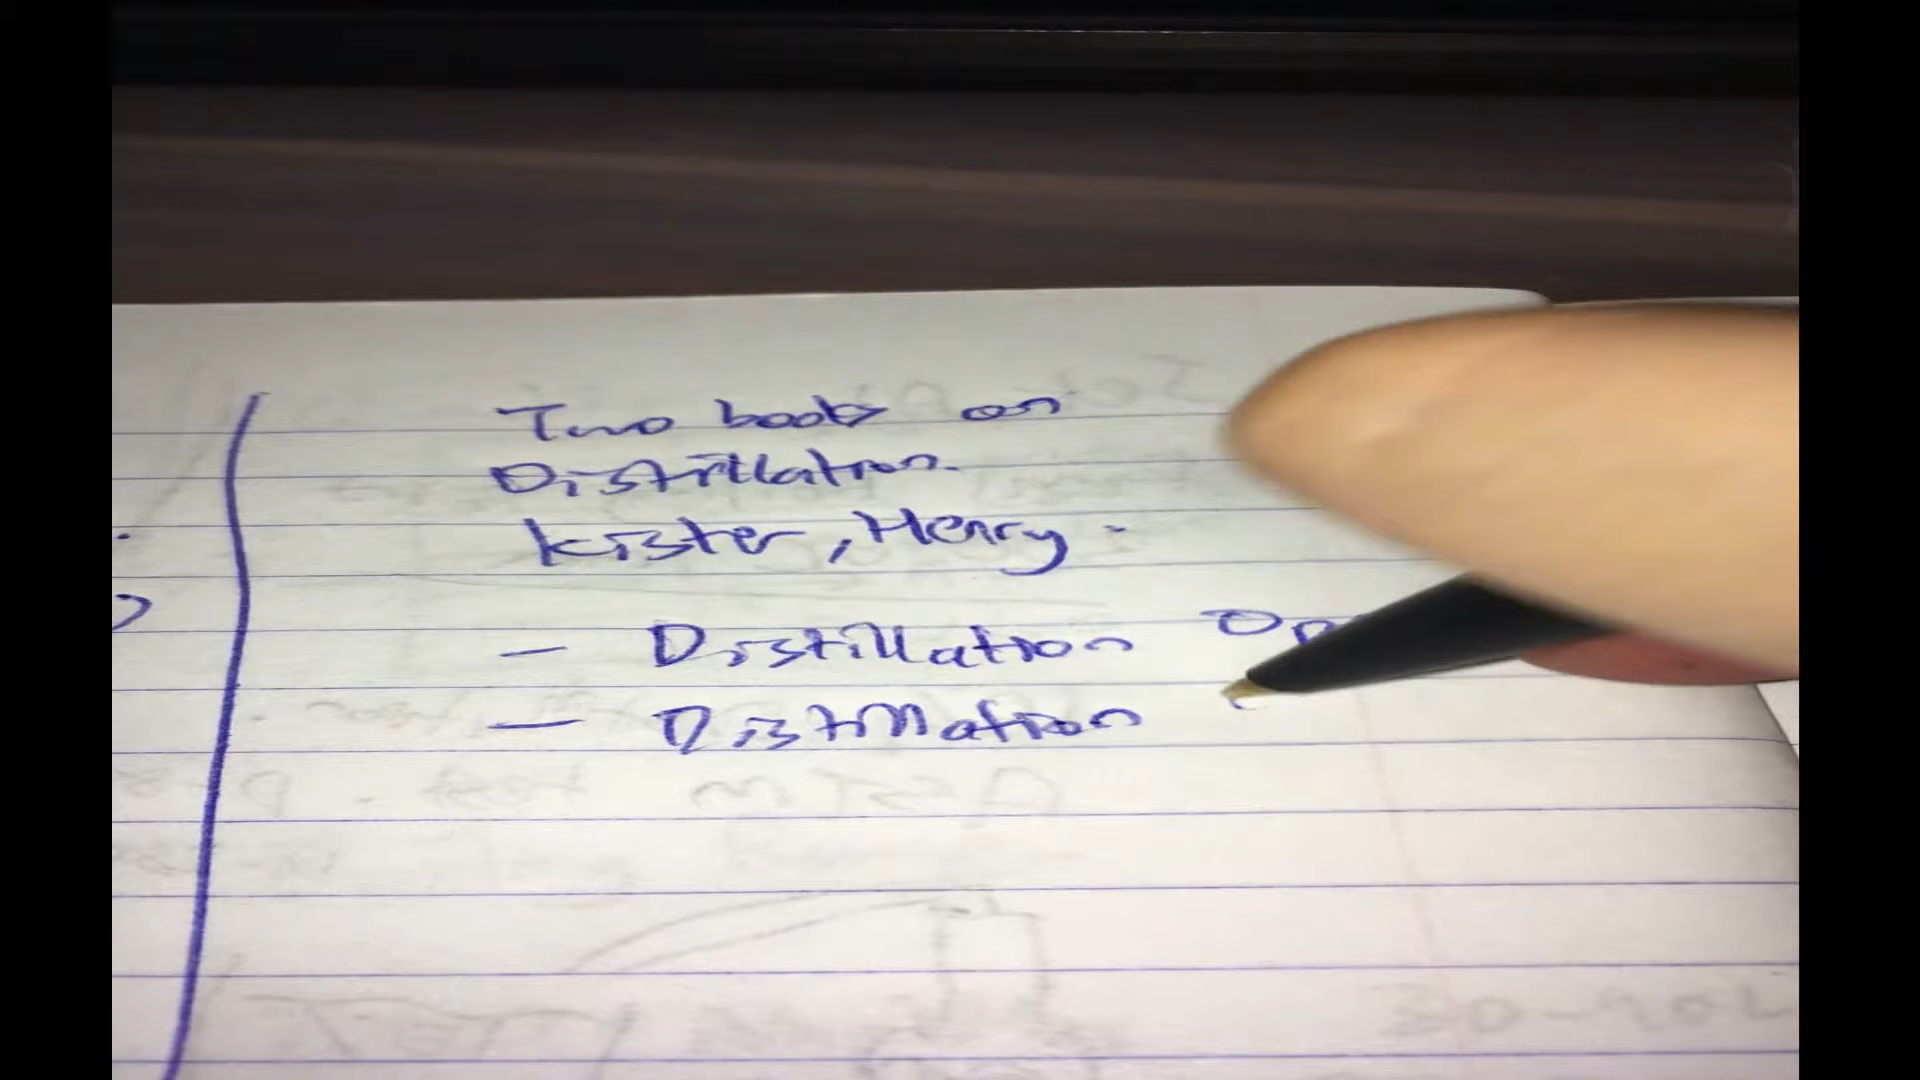 Two books on
Distillation.
Kister, Henry.
- Distillation Op
- Distillation